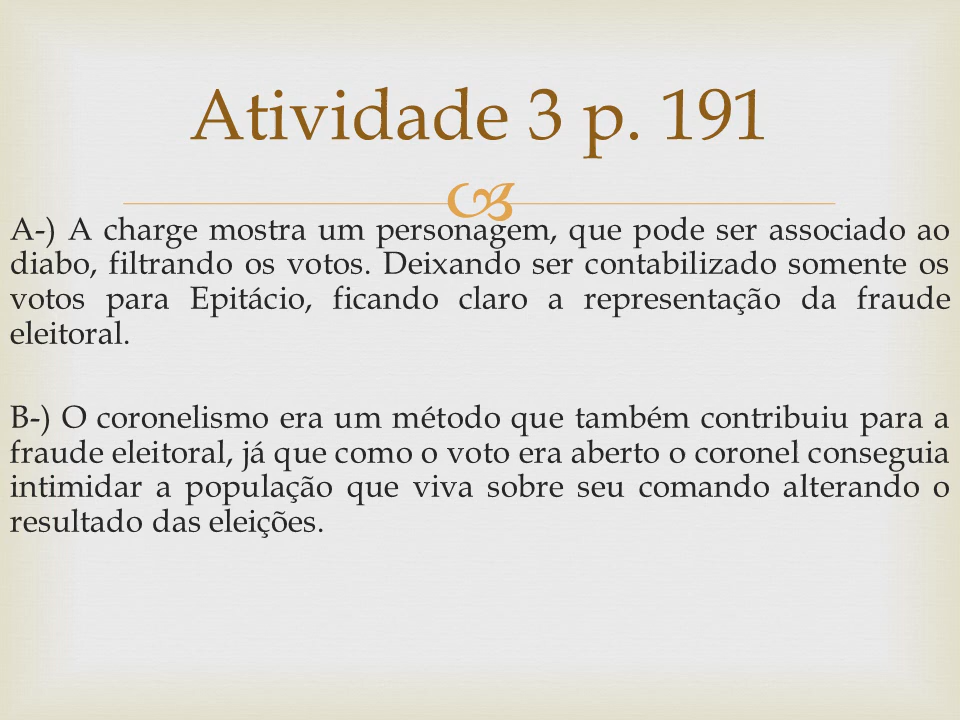 Atividade 3 p. 191
A-) A charge mostra um personagem, que pode ser associado ao
diabo, filtrando os votos. Deixando ser contabilizado somente os
votos para Epitácio, ficando claro a representação da fraude
eleitoral.
B-) O coronelismo era um método que também contribuiu para a
fraude eleitoral, já que como o voto era aberto o coronel conseguia
intimidar a população que viva sobre seu comando alterando o
resultado das eleições.